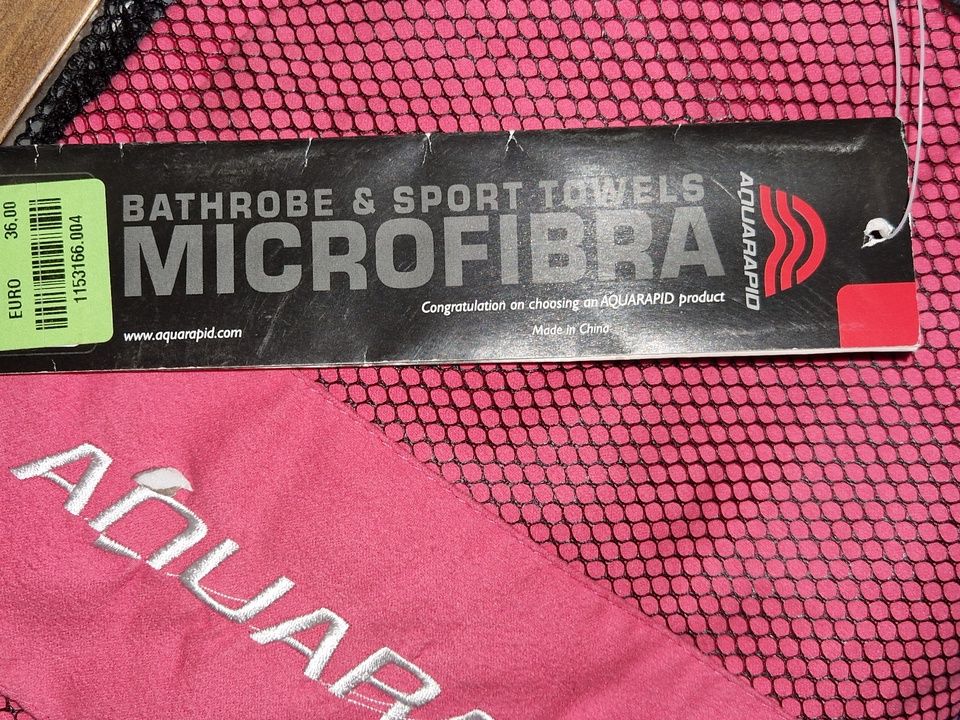 BATHROBE & SPORT TOWELS
MICROFIBRA
Congratulation on choosing an AQUARAPID product
www.aquarapid.com
Made in China
AQUARAPID
EURO 36,00
1153166.004
AQUARA